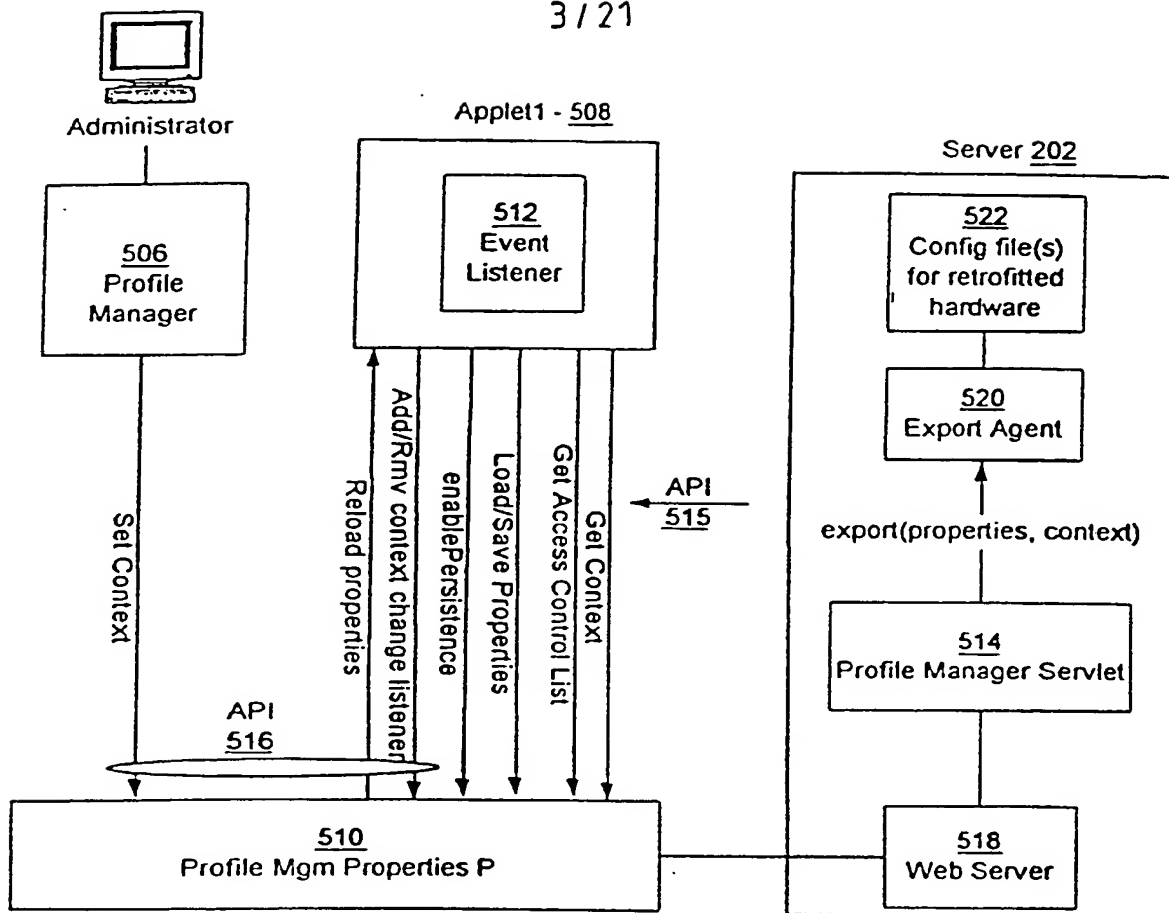 3/21
Administrator
Applet1 - 508
Server 202
506
Profile
Manager
512
Event
Listener
522
Config file(s)
for retrofitted
hardware
520
Export Agent
Set Context
Reload properties
Add/Rmv context change listener
enablePersistence
Load/Save Properties
Get Access Control List
Get Context
API
515
export(properties, context)
514
Profile Manager Servlet
API
516
510
Profile Mgm Properties P
518
Web Server